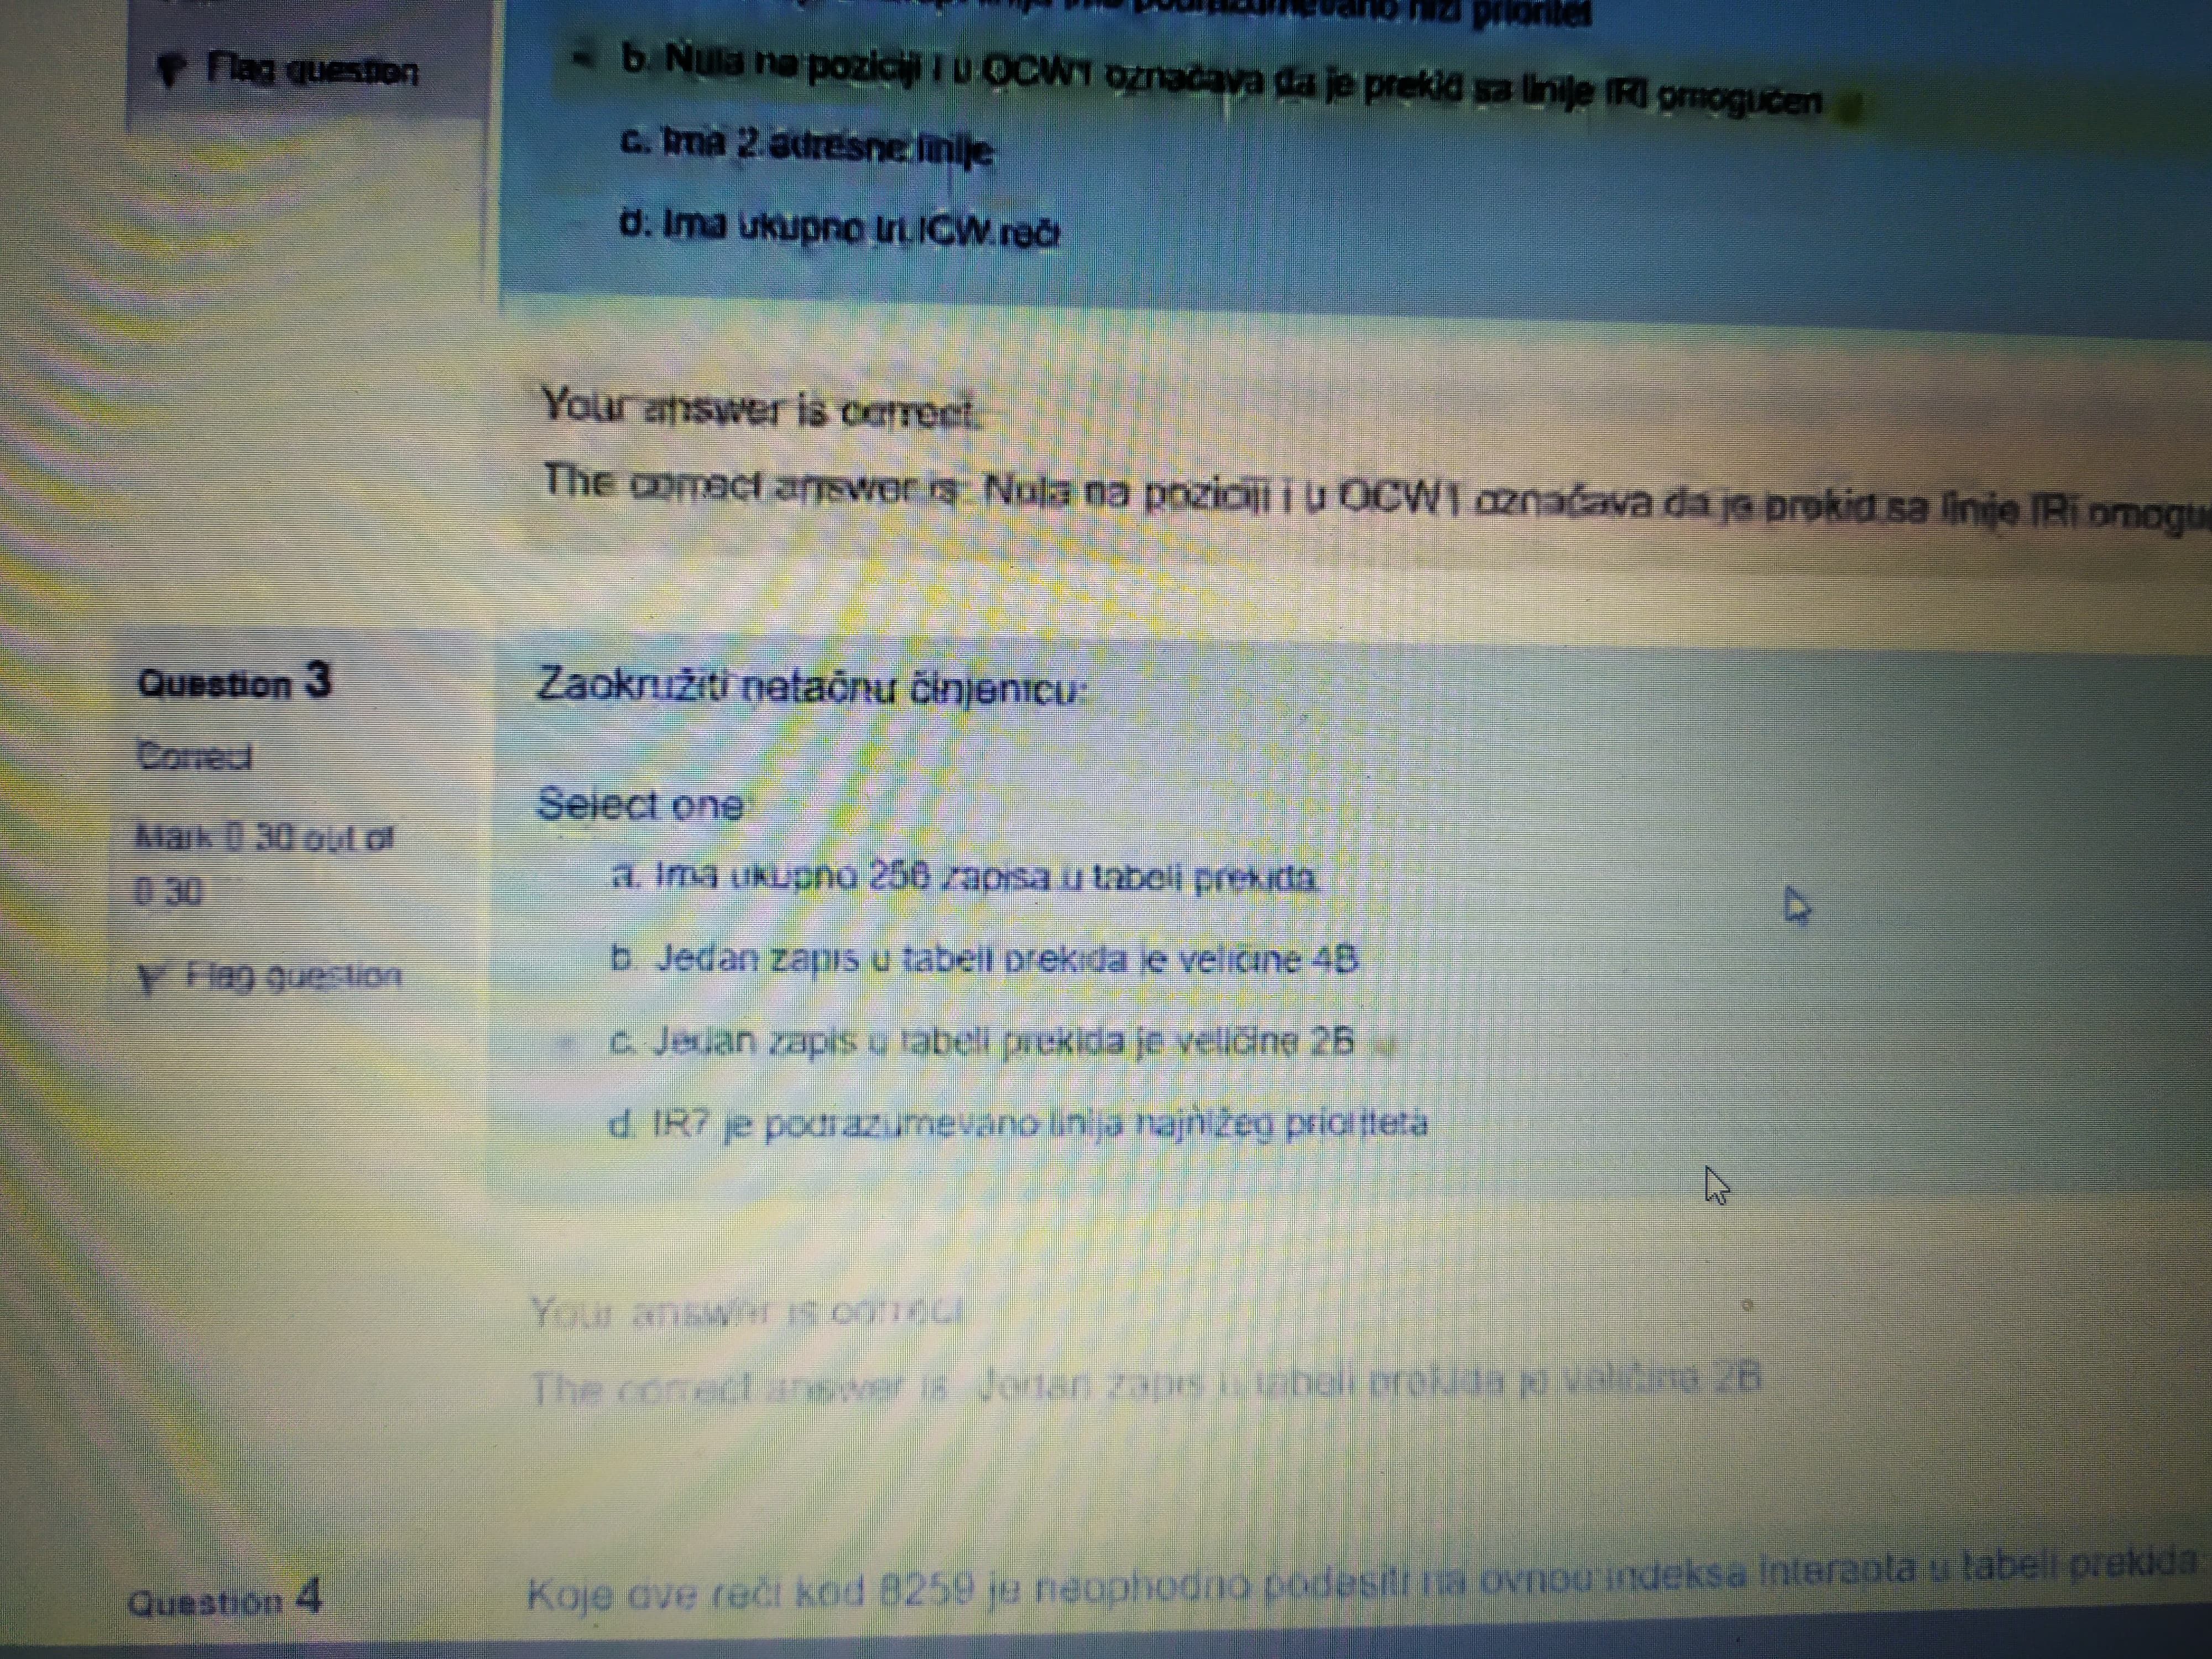 podrazumevano niži prioritet
Flag question
b. Nula na poziciji i u OCW1 označava da je prekid sa linije IRi omogućen
c. Ima 2 adresne linije
d. Ima ukupno tri ICW reči
Your answer is correct.
The correct answer is: Nula na poziciji i u OCW1 označava da je prekid sa linije IRi omogu
Question 3
Correct
Mark 0.30 out of
0.30
Flag question
Zaokružiti netačnu činjenicu:
Select one:
a. Ima ukupno 256 zapisa u tabeli prekida
b. Jedan zapis u tabeli prekida je veličine 4B
c. Jedan zapis u tabeli prekida je veličine 2B
d. IR7 je podrazumevano linija najnižeg prioriteta
Your answer is correct.
The correct answer is: Jedan zapis u tabeli prekida je veličine 2B
Question 4
Koje dve reči kod 8259 je neophodno podesiti na indeksa interapta u tabeli prekida